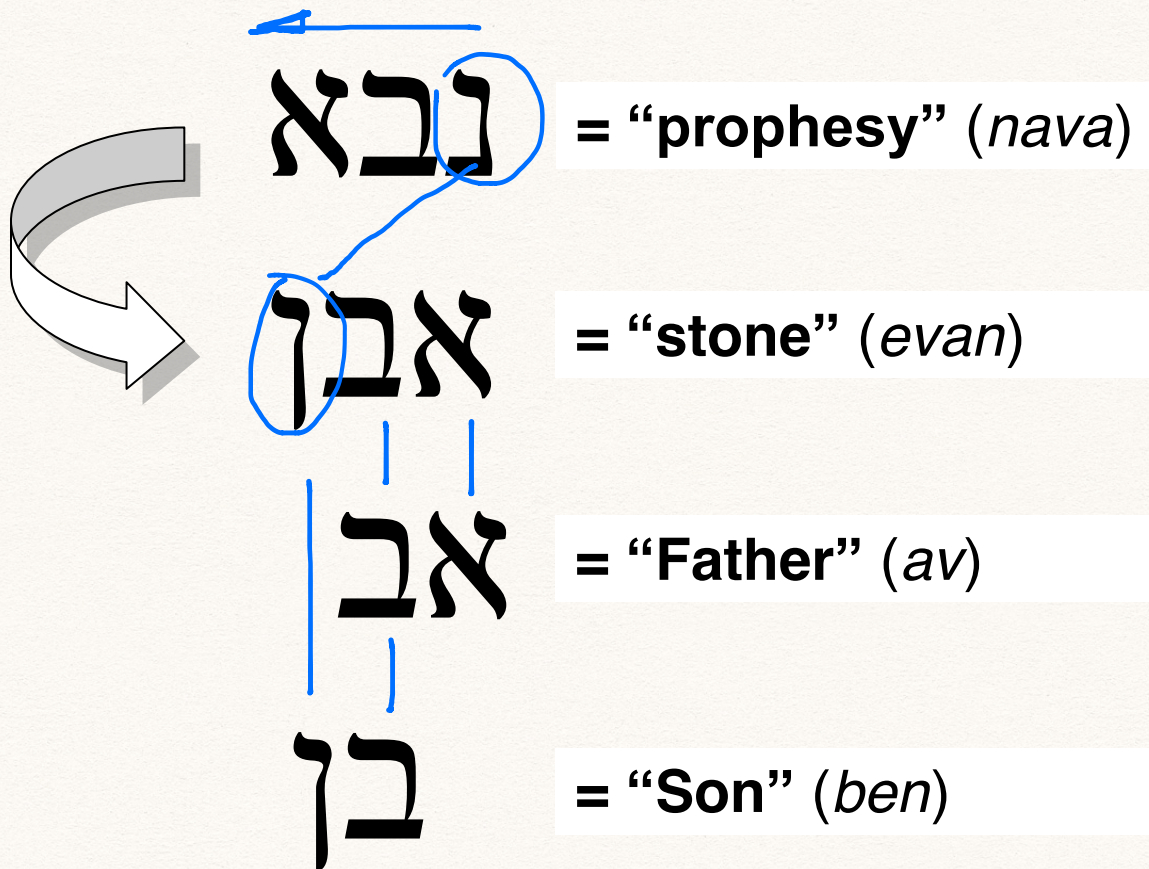 נבא = “prophesy” (nava)
אבן = “stone” (evan)
אב = “Father” (av)
בן = “Son” (ben)